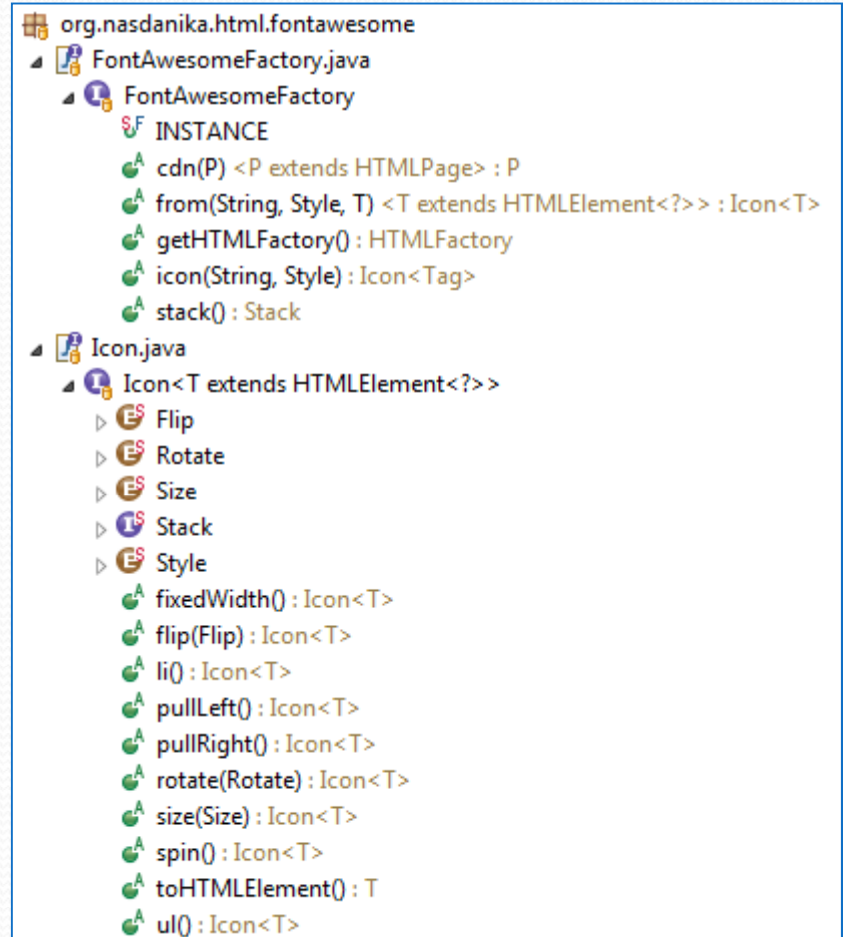 org.nasdanika.html.fontawesome
FontAwesomeFactory.java
FontAwesomeFactory
INSTANCE
cdn(P) <P extends HTMLPage> : P
from(String, Style, T) <T extends HTMLElement<?>> : Icon<T>
getHTMLFactory() : HTMLFactory
icon(String, Style) : Icon<Tag>
stack() : Stack
Icon.java
Icon<T extends HTMLElement<?>>
Flip
Rotate
Size
Stack
Style
fixedWidth() : Icon<T>
flip(Flip) : Icon<T>
li() : Icon<T>
pullLeft() : Icon<T>
pullRight() : Icon<T>
rotate(Rotate) : Icon<T>
size(Size) : Icon<T>
spin() : Icon<T>
toHTMLElement() : T
ul() : Icon<T>